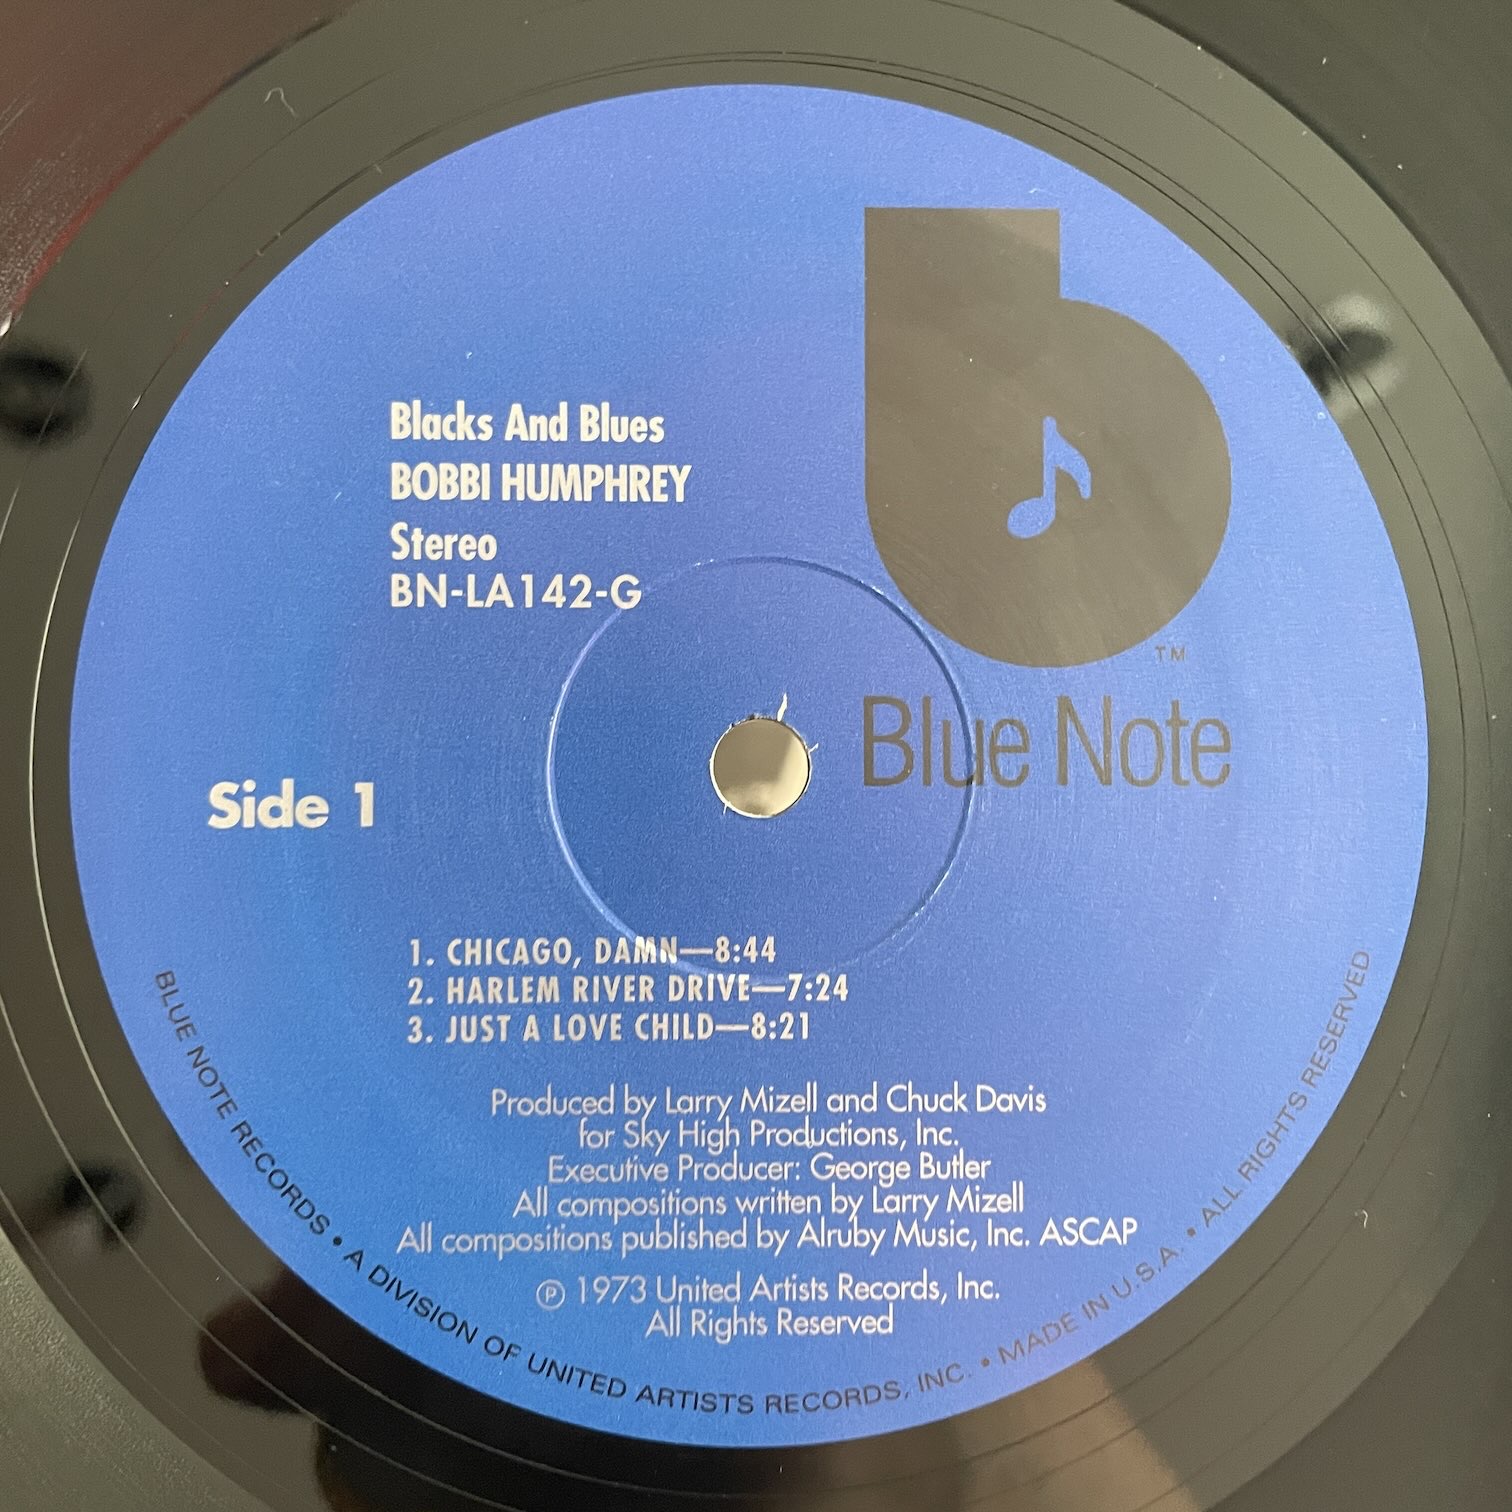 Blacks And Blues
BOBBI HUMPHREY
Stereo
BN-LA142-G
TM
Blue Note
Side 1
1. CHICAGO, DAMN—8:44
2. HARLEM RIVER DRIVE—7:24
3. JUST A LOVE CHILD—8:21
Produced by Larry Mizell and Chuck Davis
for Sky High Productions, Inc.
Executive Producer: George Butler
All compositions written by Larry Mizell
All compositions published by Alruby Music, Inc. ASCAP
℗ 1973 United Artists Records, Inc.
All Rights Reserved
BLUE NOTE RECORDS • A DIVISION OF UNITED ARTISTS RECORDS, INC. • MADE IN U.S.A. • ALL RIGHTS RESERVED